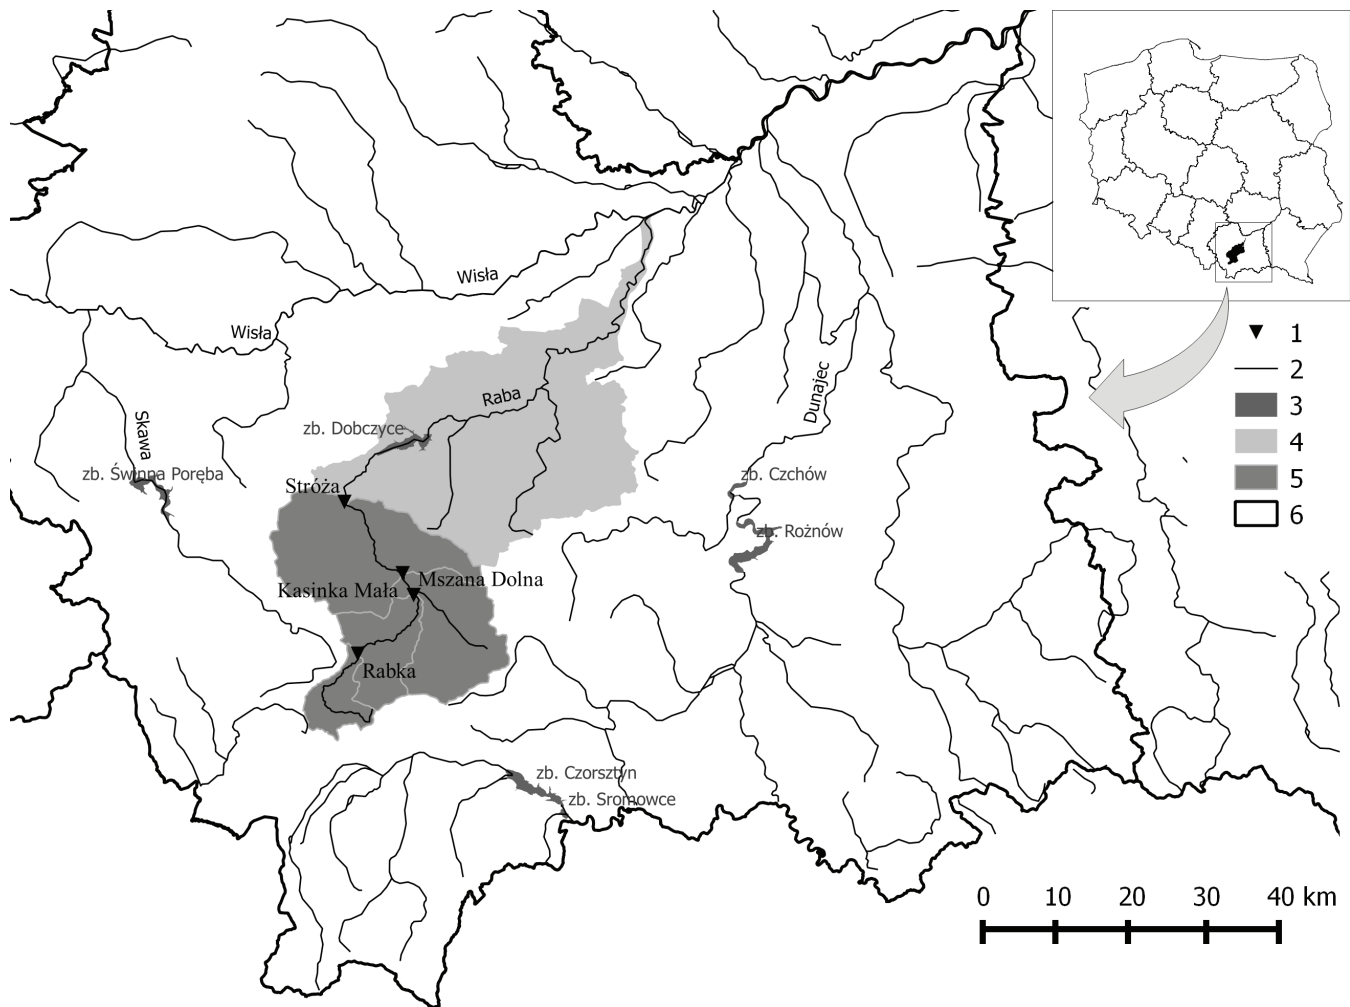 Wisła
Wisła
1
2
Dunajec
Raba
3
Skawa
zb. Dobczyce
4
zb. Świnna Poręba
zb. Czchów
5
Stróża
6
zb. Rożnów
Mszana Dolna
Kasinka Mała
Rabka
zb. Czorsztyn
zb. Sromowce
0 10 20 30 40 km